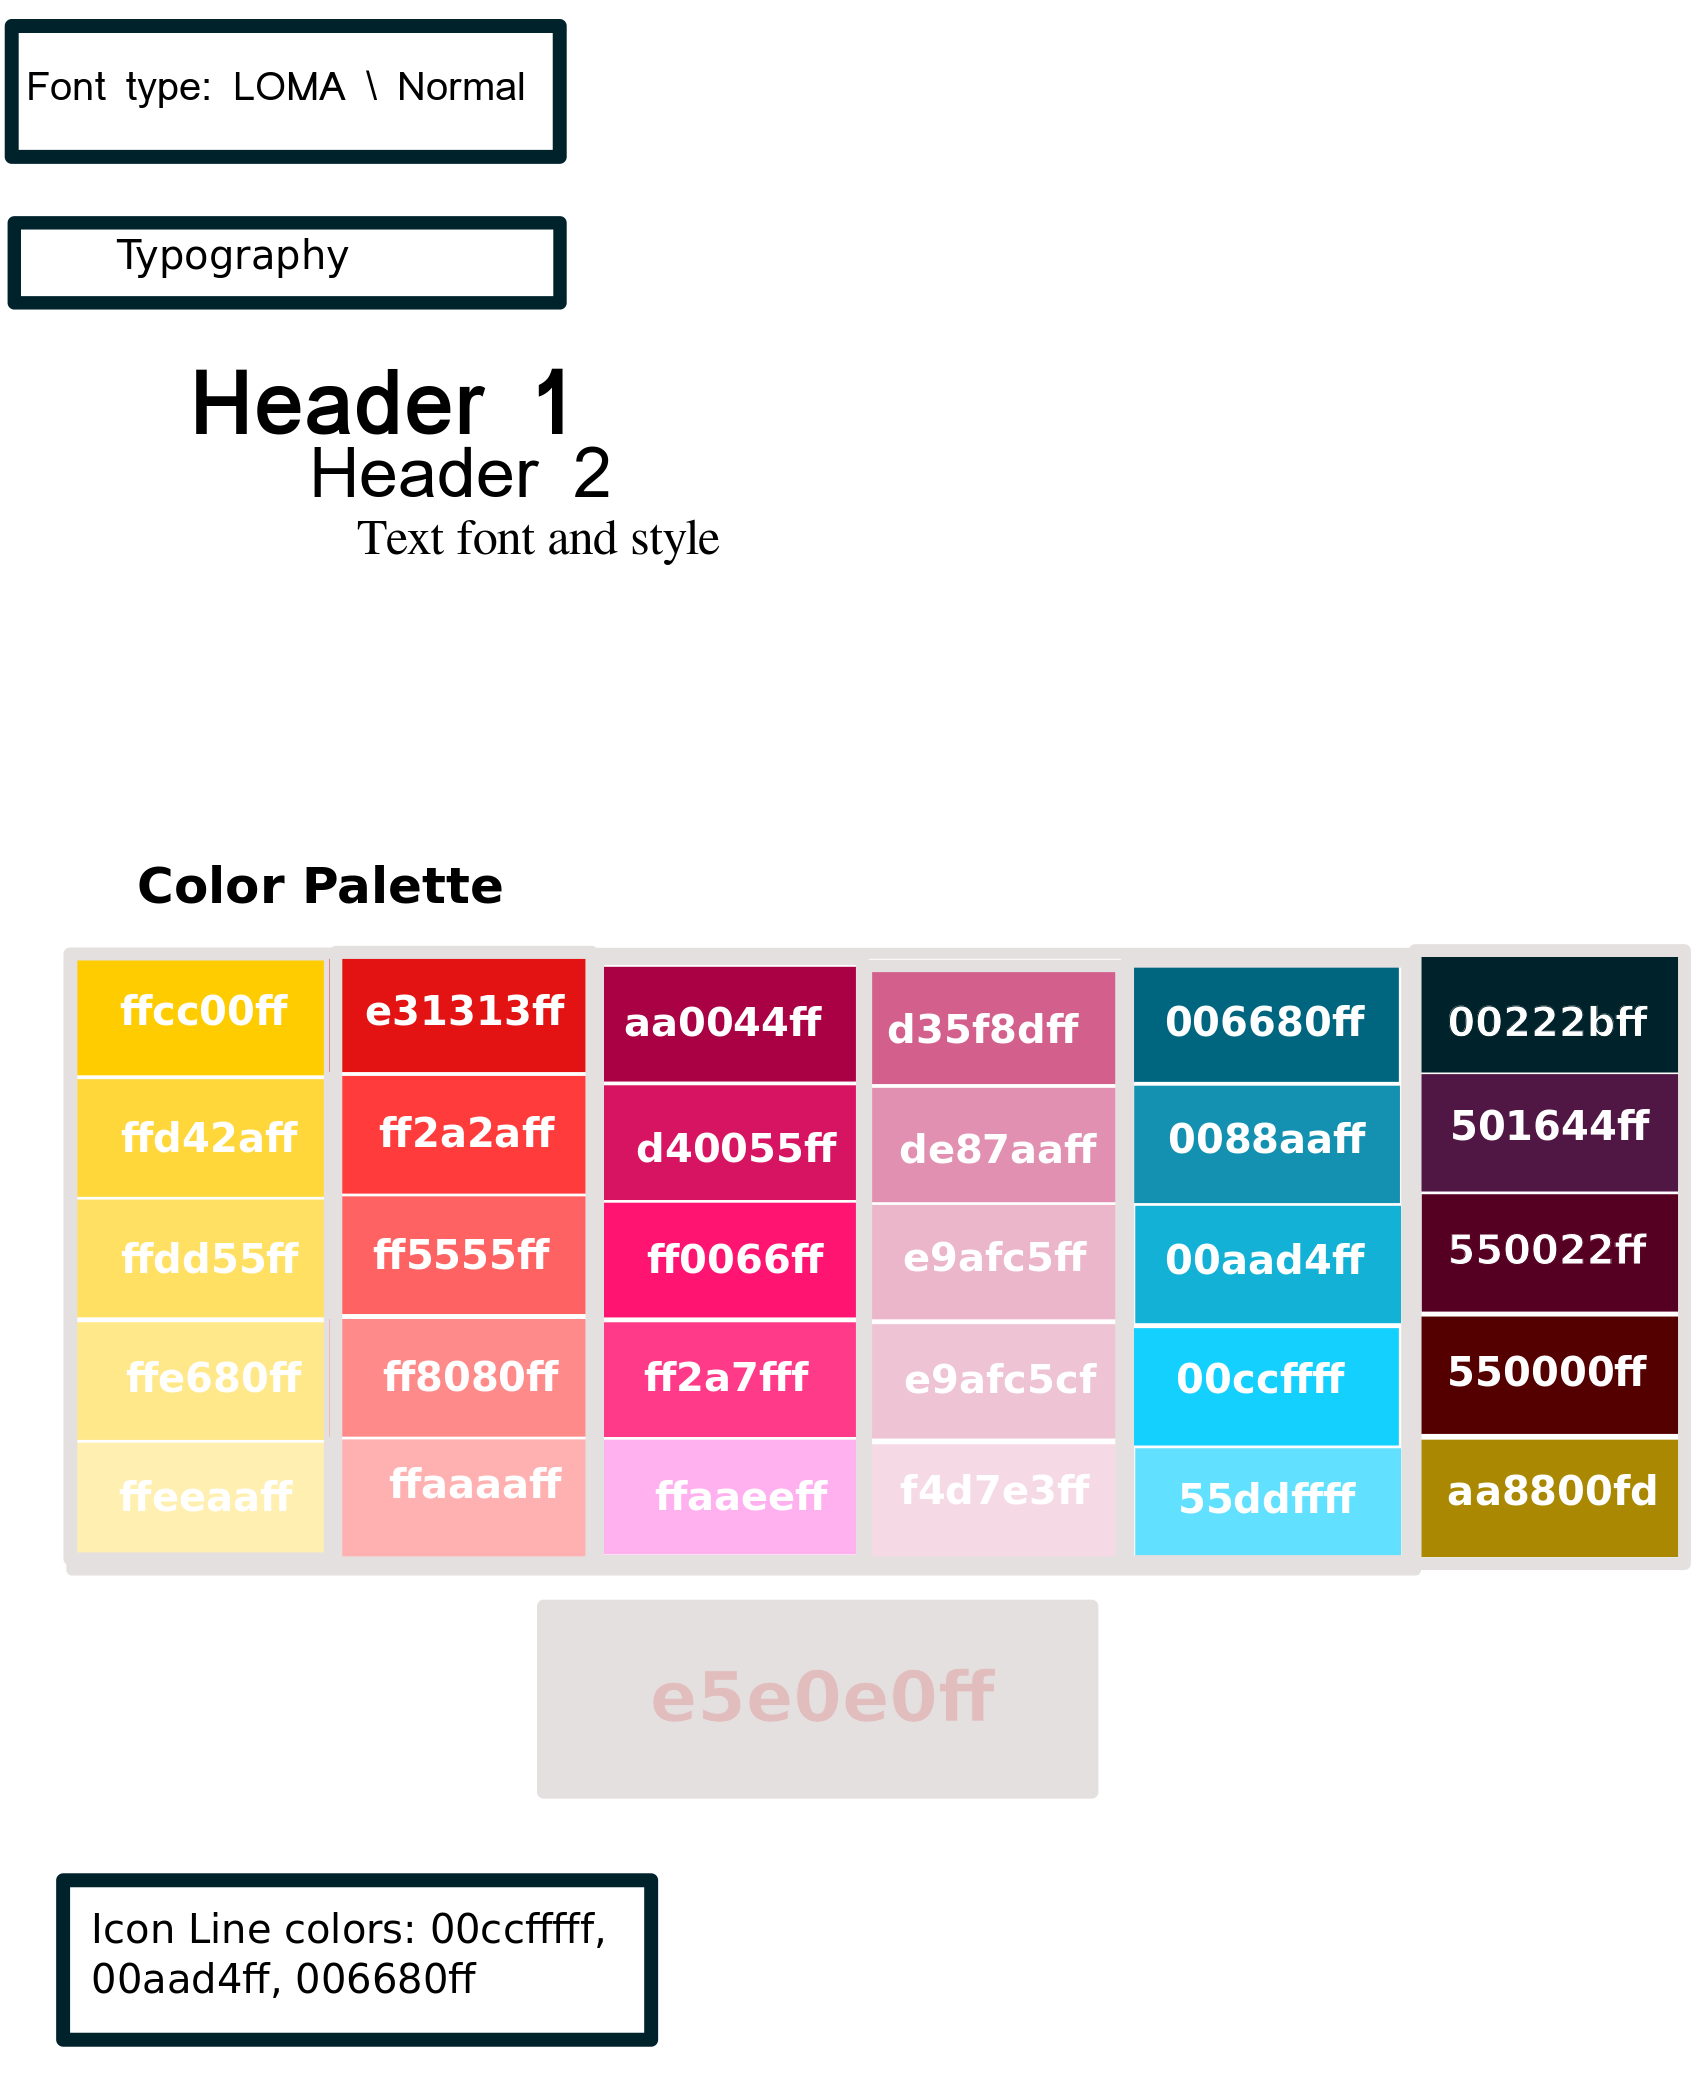 Font type: LOMA \ Normal
Typography
Header 1
Header 2
Text font and style
Color Palette
ffcc00ff e31313ff aa0044ff d35f8dff 006680ff 00222bff
ffd42aff ff2a2aff d40055ff de87aaff 0088aaff 501644ff
ffdd55ff ff5555ff ff0066ff e9afc5ff 00aad4ff 550022ff
ffe680ff ff8080ff ff2a7fff e9afc5cf 00ccffff 550000ff
ffeeaaff ffaaaaff ffaaeeff f4d7e3ff 55ddffff aa8800fd
e5e0e0ff
Icon Line colors: 00ccfffff,
00aad4ff, 006680ff